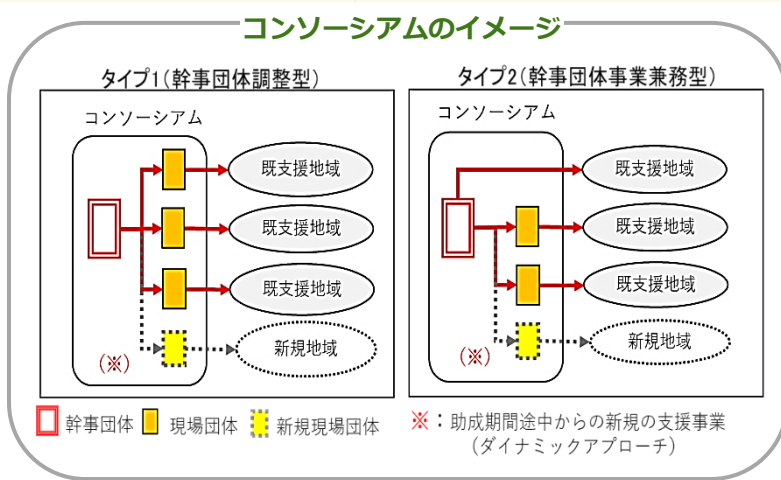 コンソーシアムのイメージ
タイプ1(幹事団体調整型)
コンソーシアム
既支援地域
既支援地域
既支援地域
新規地域
(※)
タイプ2(幹事団体事業兼務型)
コンソーシアム
既支援地域
既支援地域
既支援地域
新規地域
(※)
幹事団体 現場団体 新規現場団体
※：助成期間途中からの新規の支援事業
(ダイナミックアプローチ)